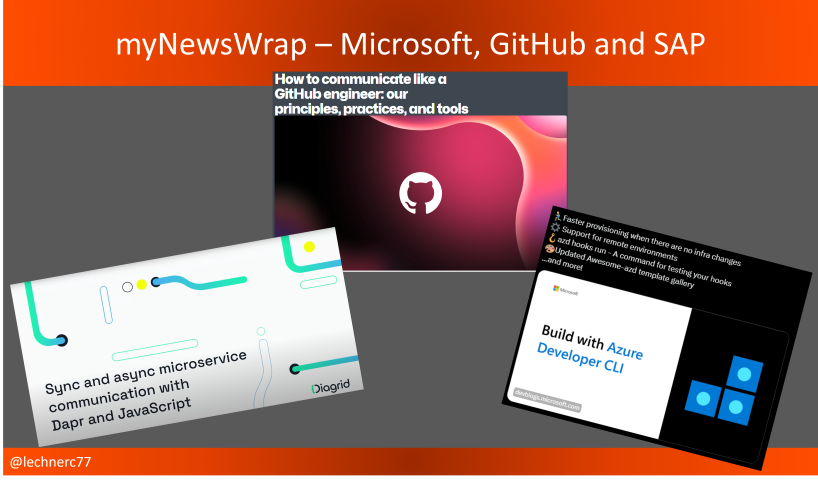 myNewsWrap – Microsoft, GitHub and SAP
How to communicate like a
GitHub engineer: our
principles, practices, and tools
Sync and async microservice
communication with
Dapr and JavaScript
Diagrid
Faster provisioning when there are no infra changes
Support for remote environments
azd hooks run - A command for testing your hooks
Updated Awesome-azd template gallery
...and more!
Microsoft
Build with Azure
Developer CLI
devblogs.microsoft.com
@lechnerc77